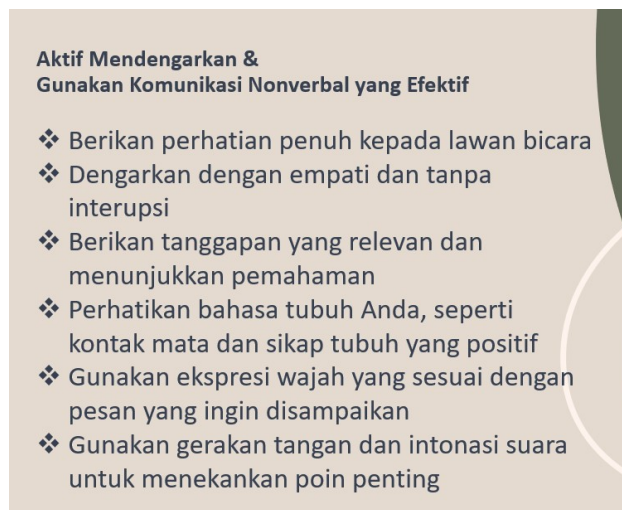 Aktif Mendengarkan &
Gunakan Komunikasi Nonverbal yang Efektif
❖ Berikan perhatian penuh kepada lawan bicara
❖ Dengarkan dengan empati dan tanpa
interupsi
❖ Berikan tanggapan yang relevan dan
menunjukkan pemahaman
❖ Perhatikan bahasa tubuh Anda, seperti
kontak mata dan sikap tubuh yang positif
❖ Gunakan ekspresi wajah yang sesuai dengan
pesan yang ingin disampaikan
❖ Gunakan gerakan tangan dan intonasi suara
untuk menekankan poin penting